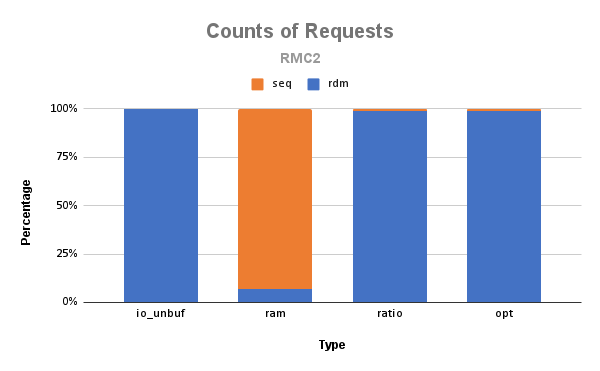 Counts of Requests
RMC2
seq rdm
100%
75%
50%
25%
0%
Percentage
io_unbuf ram ratio opt
Type